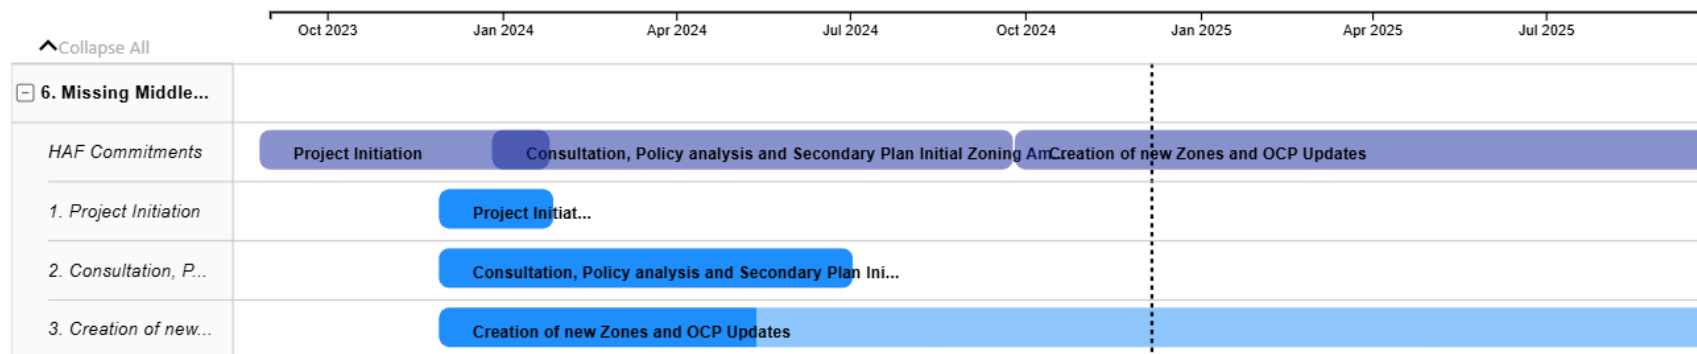 Oct 2023 Jan 2024 Apr 2024 Jul 2024 Oct 2024 Jan 2025 Apr 2025 Jul 2025
Collapse All
6. Missing Middle...
HAF Commitments Project Initiation Consultation, Policy analysis and Secondary Plan Initial Zoning Am... Creation of new Zones and OCP Updates
1. Project Initiation Project Initiat...
2. Consultation, P... Consultation, Policy analysis and Secondary Plan Ini...
3. Creation of new... Creation of new Zones and OCP Updates